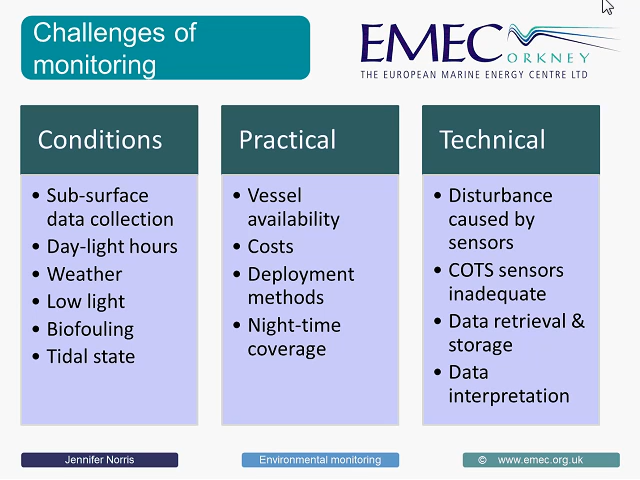 Challenges of
monitoring
EMEC
ORKNEY
THE EUROPEAN MARINE ENERGY CENTRE LTD
Conditions
• Sub-surface
data collection
• Day-light hours
• Weather
• Low light
• Biofouling
• Tidal state
Practical
• Vessel
availability
• Costs
• Deployment
methods
• Night-time
coverage
Technical
• Disturbance
caused by
sensors
• COTS sensors
inadequate
• Data retrieval &
storage
• Data
interpretation
Jennifer Norris
Environmental monitoring
© www.emec.org.uk